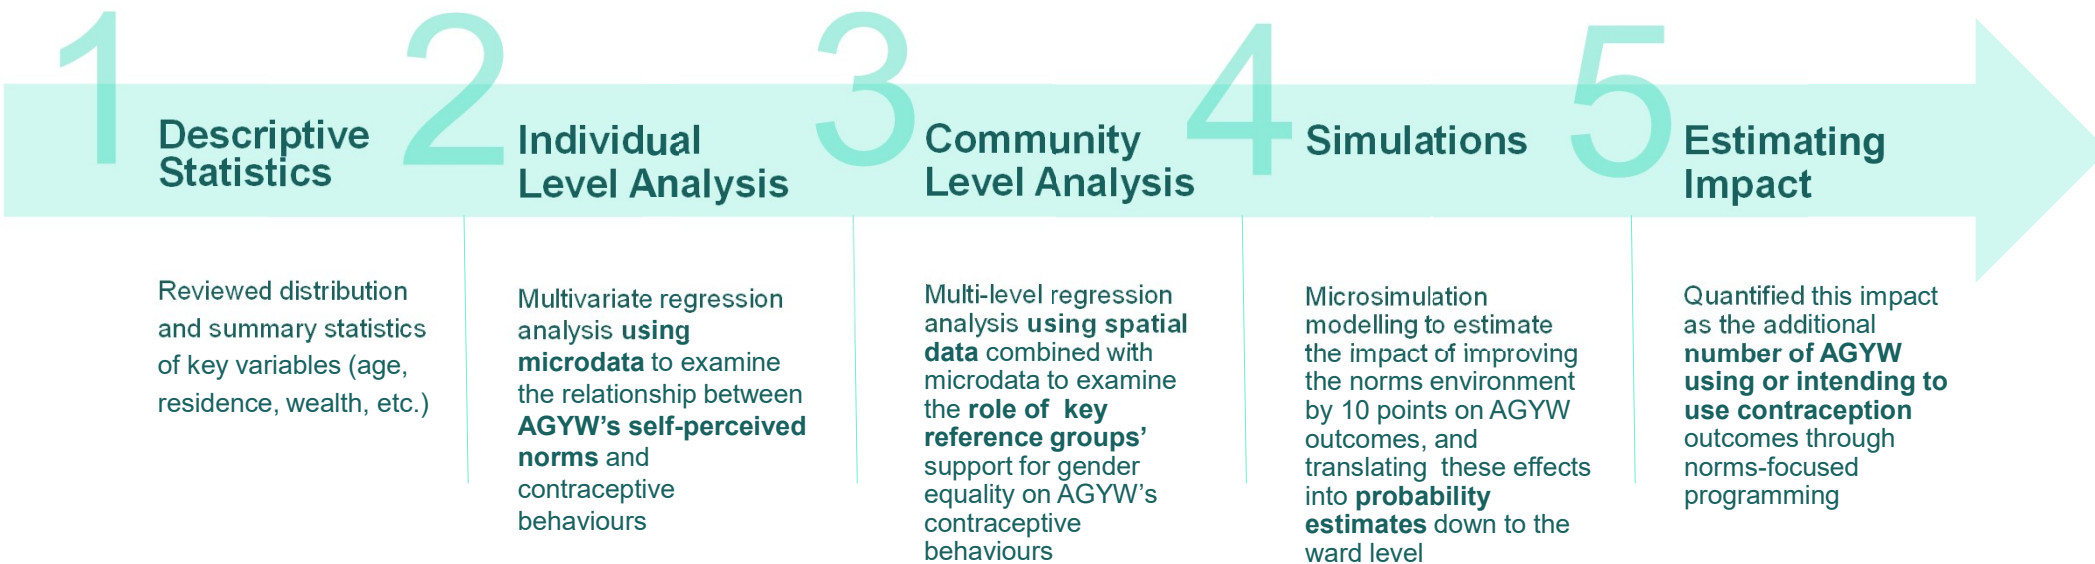 1
Descriptive
Statistics
Reviewed distribution
and summary statistics
of key variables (age,
residence, wealth, etc.)
2
Individual
Level Analysis
Multivariate regression
analysis using
microdata to examine
the relationship between
AGYW’s self-perceived
norms and
contraceptive
behaviours
3
Community
Level Analysis
Multi-level regression
analysis using spatial
data combined with
microdata to examine
the role of key
reference groups’
support for gender
equality on AGYW’s
contraceptive
behaviours
4
Simulations
Microsimulation
modelling to estimate
the impact of improving
the norms environment
by 10 points on AGYW
outcomes, and
translating these effects
into probability
estimates down to the
ward level
5
Estimating
Impact
Quantified this impact
as the additional
number of AGYW
using or intending to
use contraception
outcomes through
norms-focused
programming